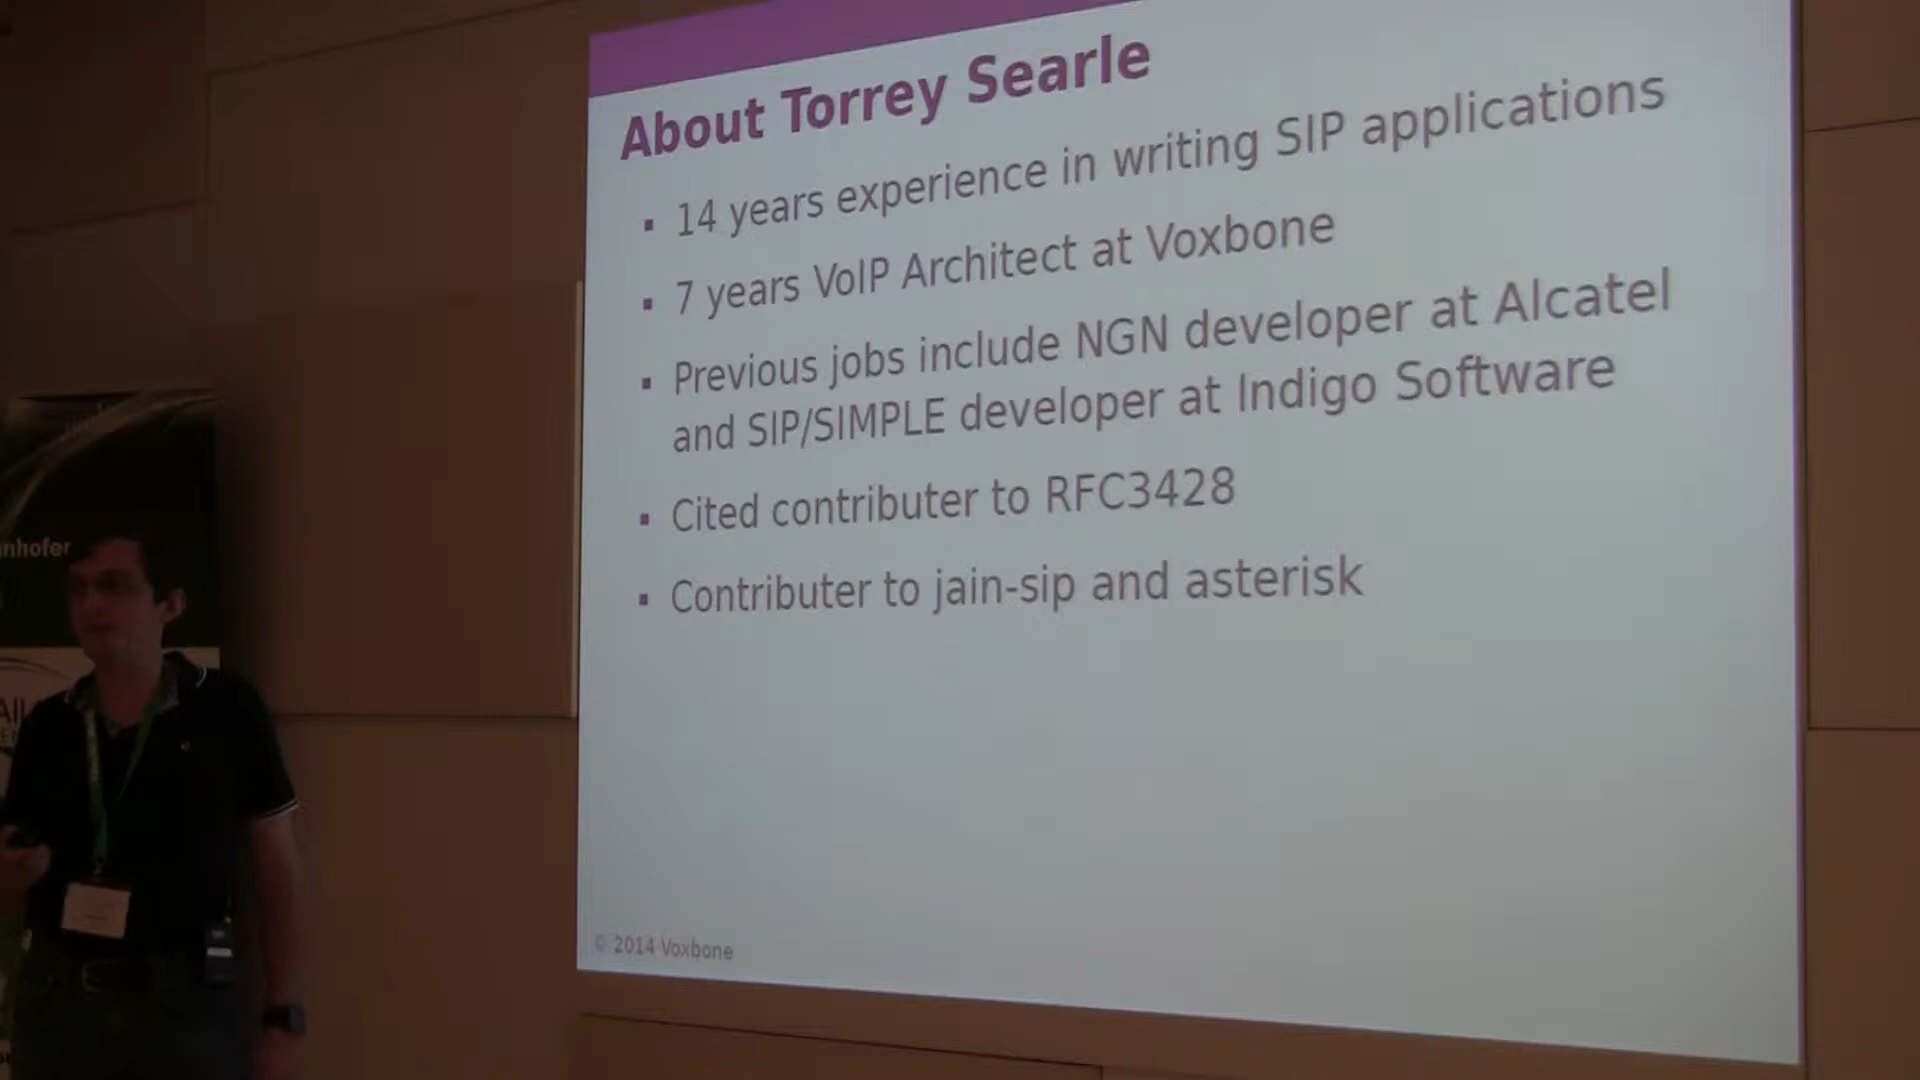 About Torrey Searle
▪ 14 years experience in writing SIP applications
▪ 7 years VoIP Architect at Voxbone
▪ Previous jobs include NGN developer at Alcatel
and SIP/SIMPLE developer at Indigo Software
▪ Cited contributer to RFC3428
▪ Contributer to jain-sip and asterisk
© 2014 Voxbone
nhofer